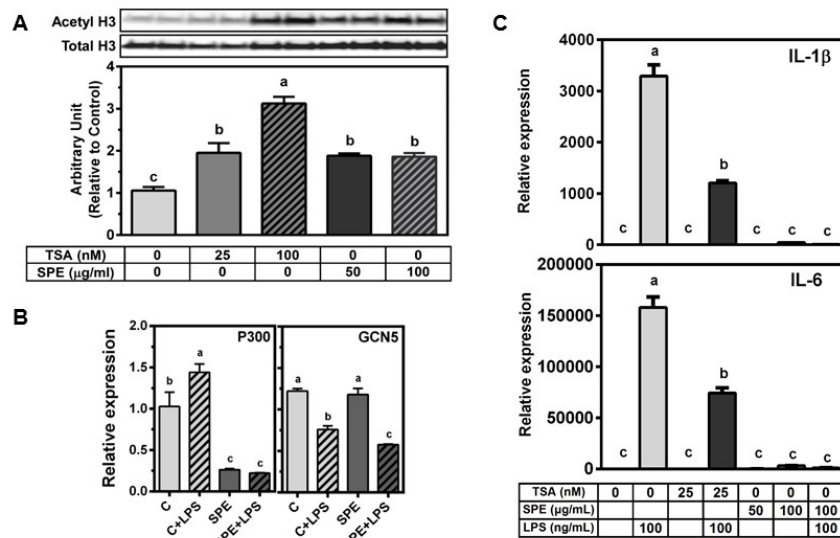 A
Acetyl H3
Total H3
Arbitrary Unit
(Relative to Control)
4
3
2
1
0
c
b
a
b
b
TSA (nM) 0 25 100 0 0
SPE (μg/ml) 0 0 0 50 100
B
Relative expression
2.0
1.5
1.0
0.5
0.0
P300
b
a
c
c
C
C+LPS
SPE
SPE+LPS
GCN5
a
b
a
c
C
C+LPS
SPE
SPE+LPS
C
Relative expression
4000
3000
2000
1000
0
IL-1β
c
a
c
b
c
c
c
Relative expression
200000
150000
100000
50000
0
IL-6
c
a
c
b
c
c
c
TSA (nM) 0 0 25 25 0 0 0
SPE (μg/mL) 50 100 100
LPS (ng/mL) 100 100 100